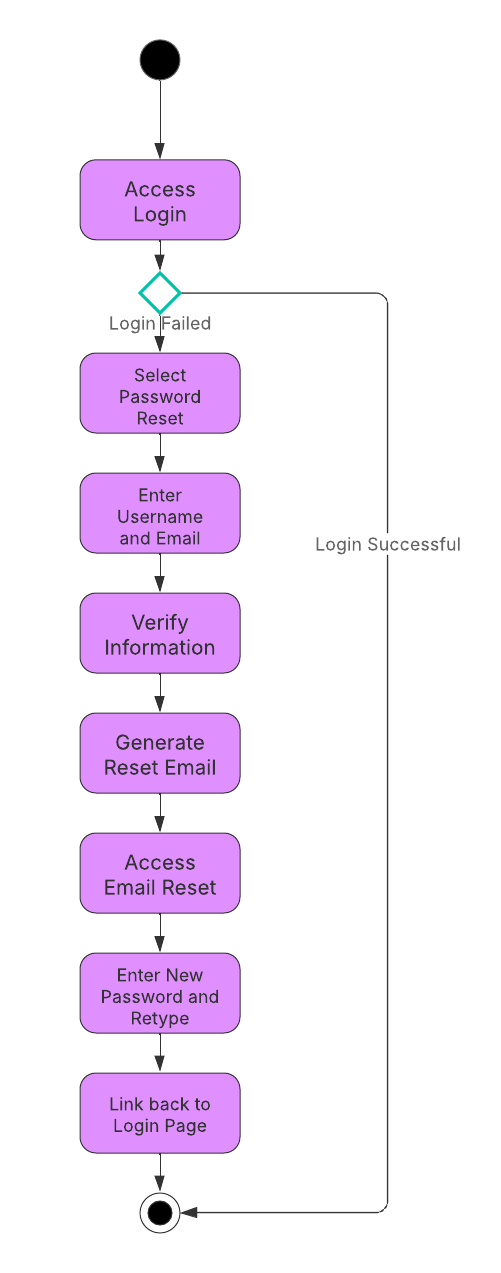 Access
Login
Login Failed
Select
Password
Reset
Enter
Username
and Email
Login Successful
Verify
Information
Generate
Reset Email
Access
Email Reset
Enter New
Password and
Retype
Link back to
Login Page